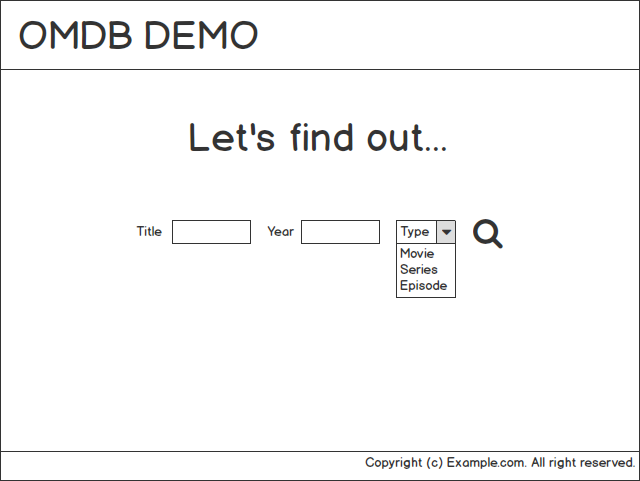 OMDB DEMO
Let's find out...
Title Year Type
Movie
Series
Episode
Copyright (c) Example.com. All right reserved.